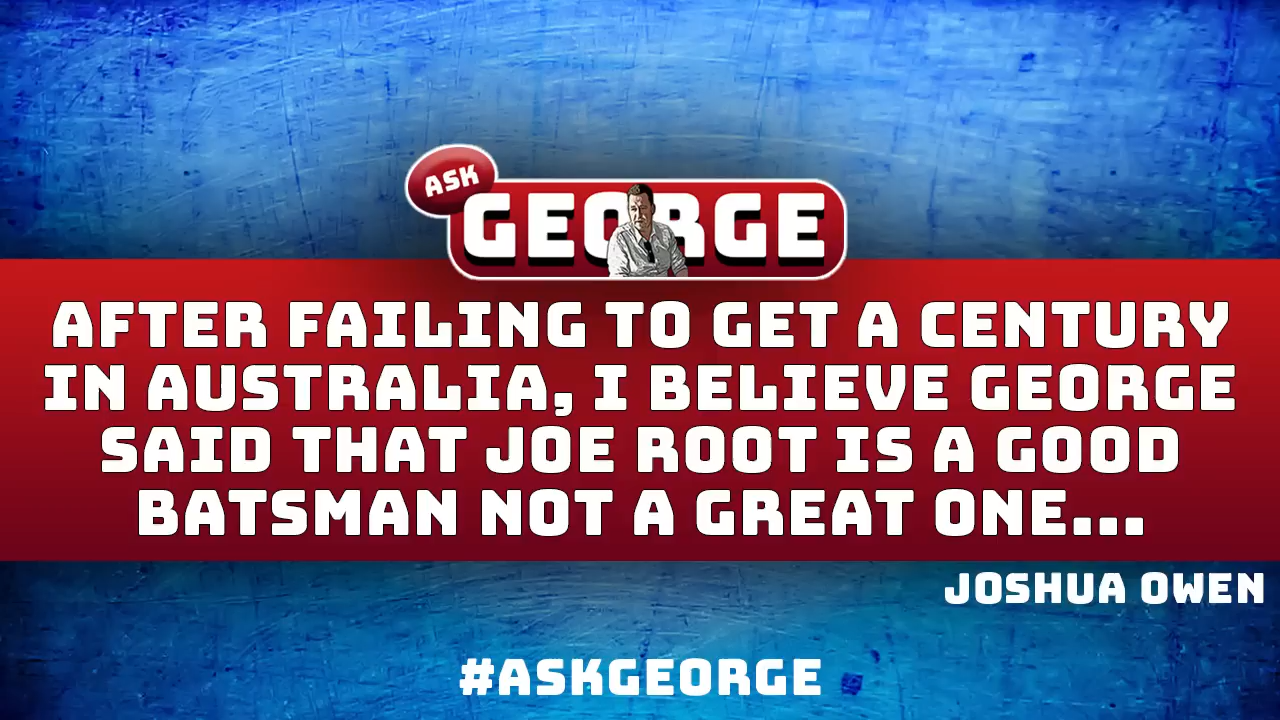 ASK
GEORGE
AFTER FAILING TO GET A CENTURY
IN AUSTRALIA, I BELIEVE GEORGE
SAID THAT JOE ROOT IS A GOOD
BATSMAN NOT A GREAT ONE...
JOSHUA OWEN
#ASKGEORGE